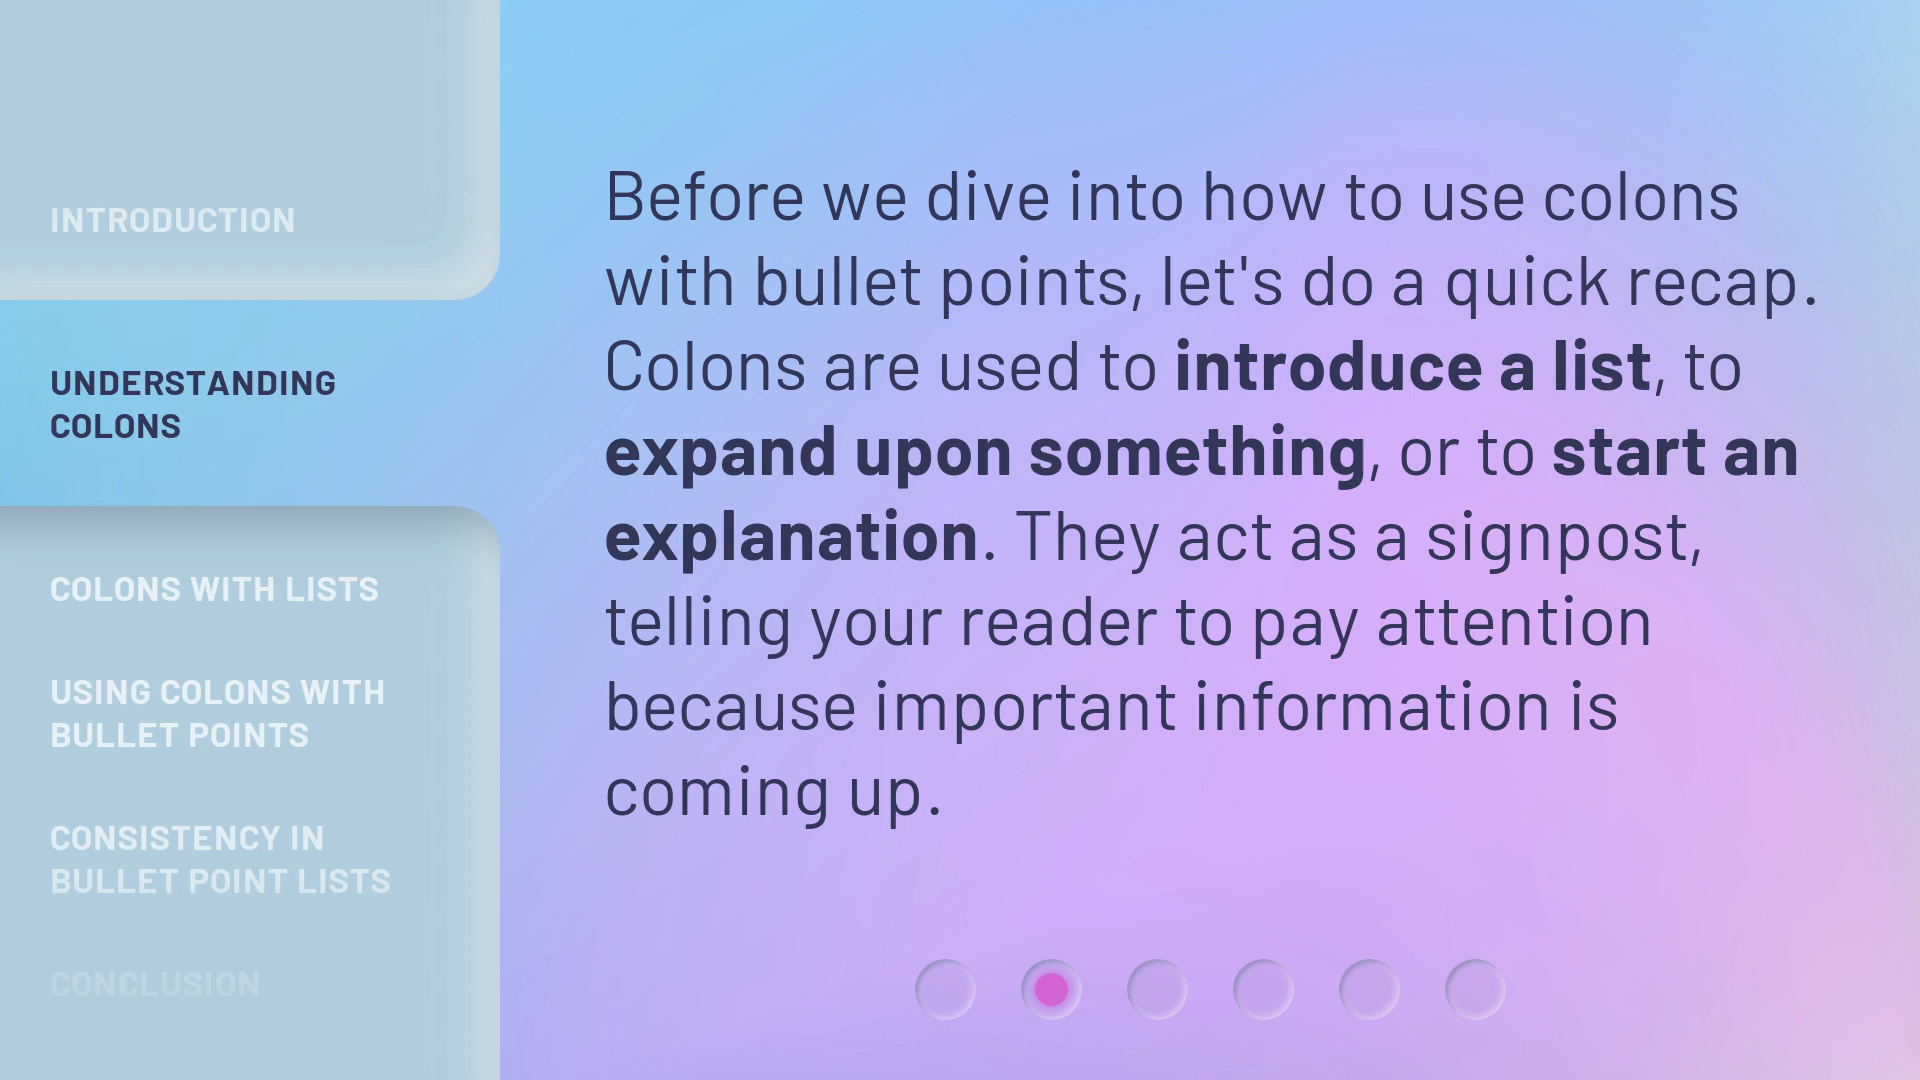 INTRODUCTION
UNDERSTANDING
COLONS
COLONS WITH LISTS
USING COLONS WITH
BULLET POINTS
CONSISTENCY IN
BULLET POINT LISTS
CONCLUSION
Before we dive into how to use colons
with bullet points, let's do a quick recap.
Colons are used to introduce a list, to
expand upon something, or to start an
explanation. They act as a signpost,
telling your reader to pay attention
because important information is
coming up.